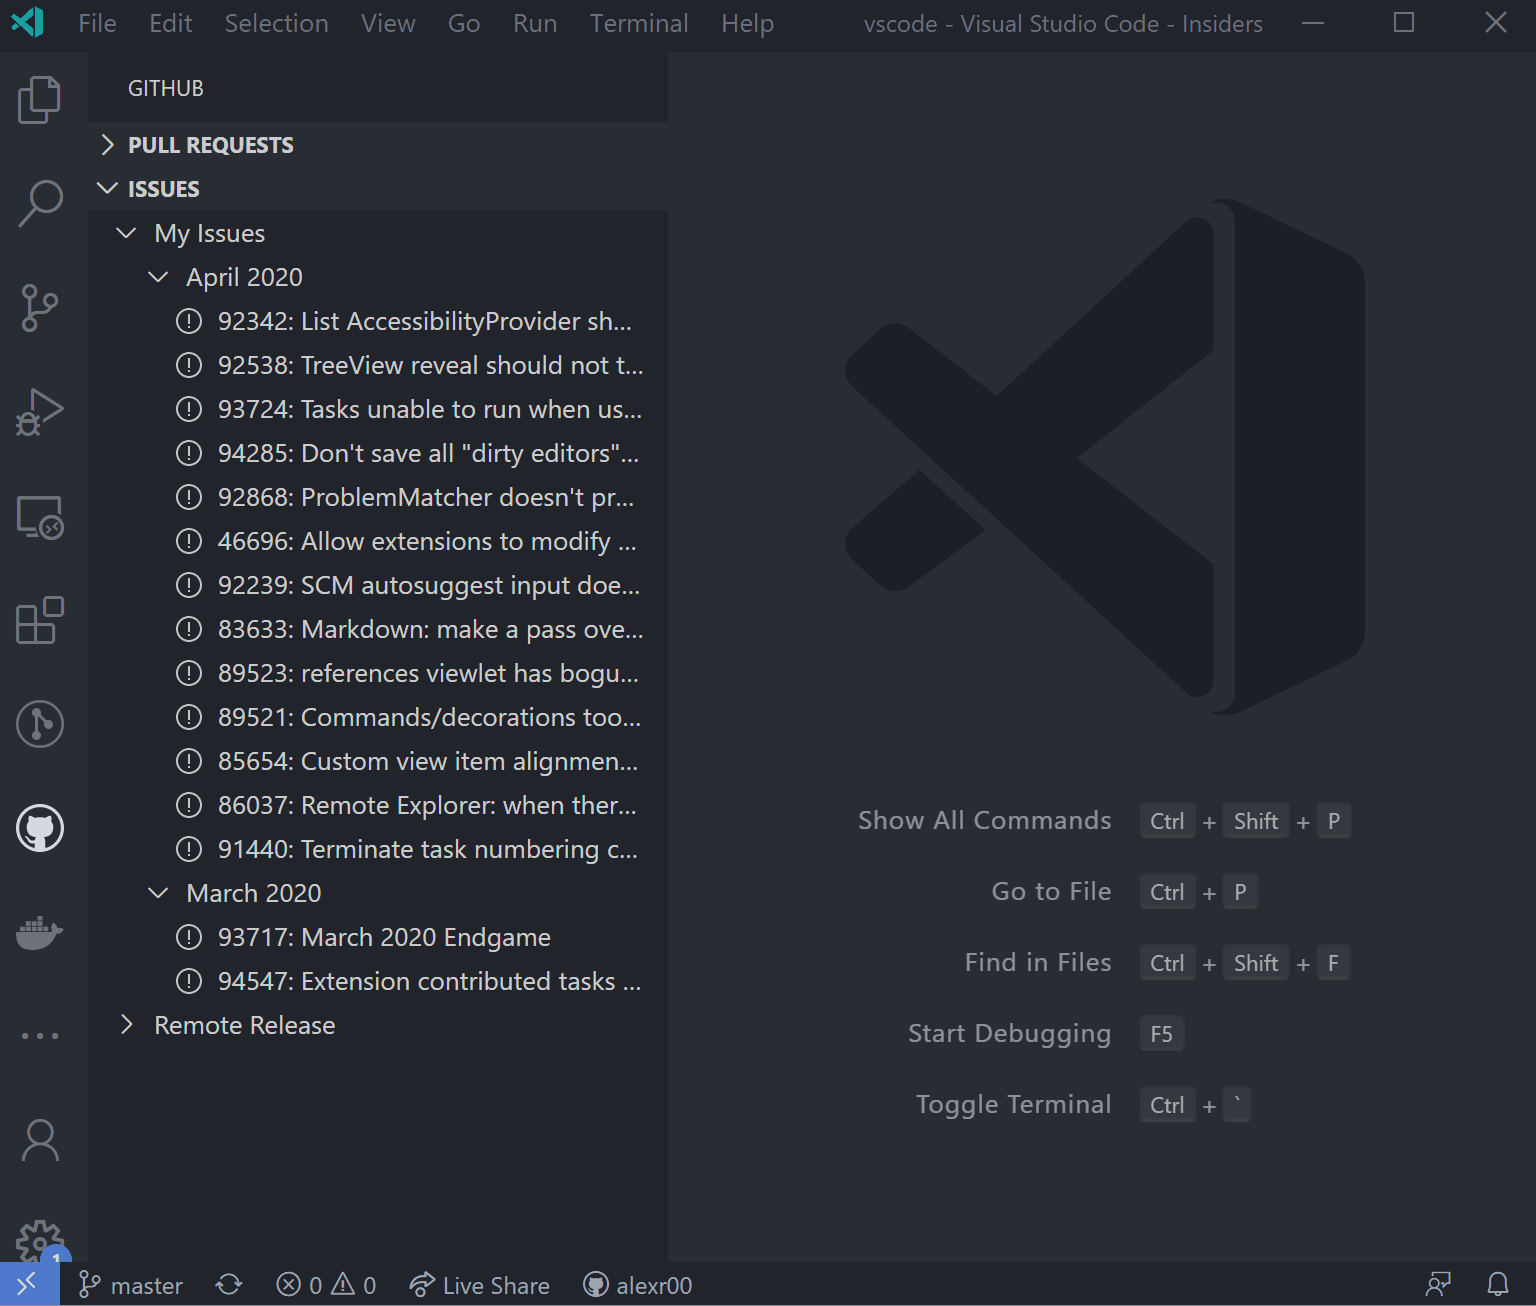 File Edit Selection View Go Run Terminal Help vscode - Visual Studio Code - Insiders
GITHUB
PULL REQUESTS
ISSUES
My Issues
April 2020
92342: List AccessibilityProvider sh...
92538: TreeView reveal should not t...
93724: Tasks unable to run when us...
94285: Don't save all "dirty editors"...
92868: ProblemMatcher doesn't pr...
46696: Allow extensions to modify ...
92239: SCM autosuggest input doe...
83633: Markdown: make a pass ove...
89523: references viewlet has bogu...
89521: Commands/decorations too...
85654: Custom view item alignmen...
86037: Remote Explorer: when ther...
91440: Terminate task numbering c...
March 2020
93717: March 2020 Endgame
94547: Extension contributed tasks ...
Remote Release
Show All Commands Ctrl + Shift + P
Go to File Ctrl + P
Find in Files Ctrl + Shift + F
Start Debugging F5
Toggle Terminal Ctrl + `
1
master 0 0 Live Share alexr00